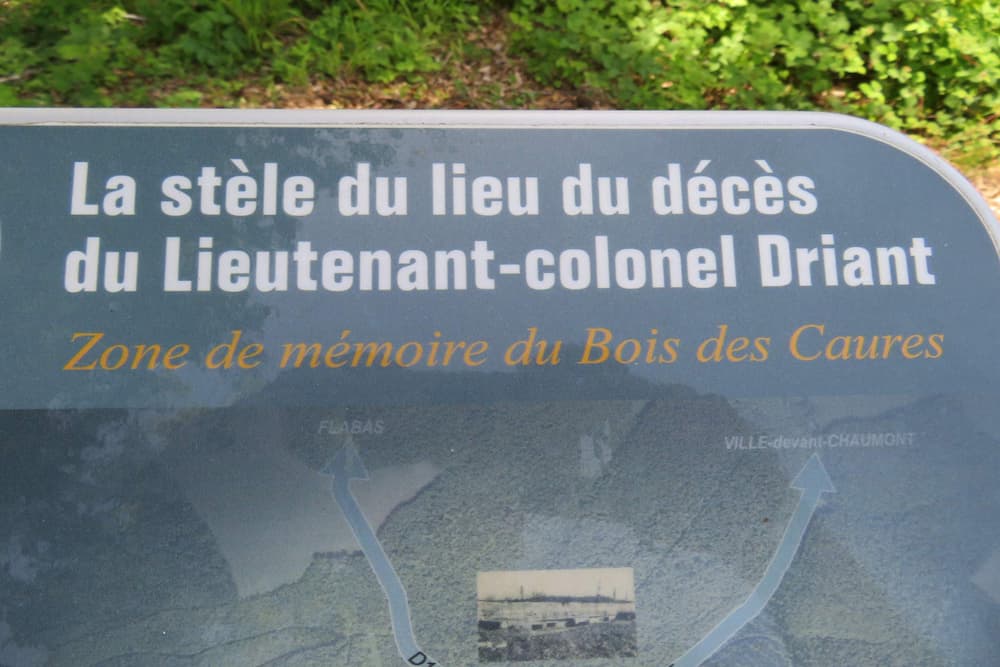 La stèle du lieu du décès
du Lieutenant-colonel Driant
Zone de mémoire du Bois des Caures
FLABAS
VILLE-devant-CHAUMONT